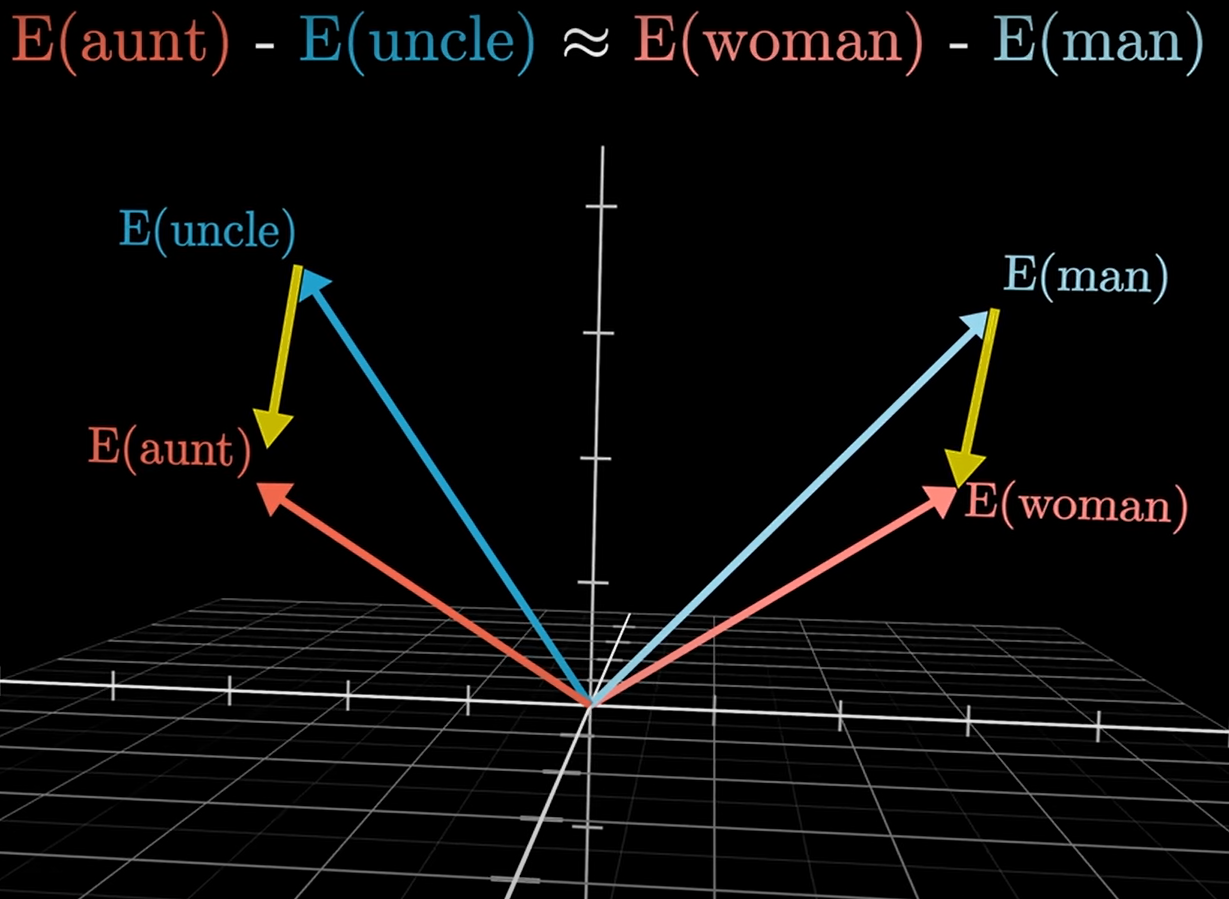 E(aunt) - E(uncle) ≈ E(woman) - E(man)
E(uncle)
E(man)
E(aunt)
E(woman)